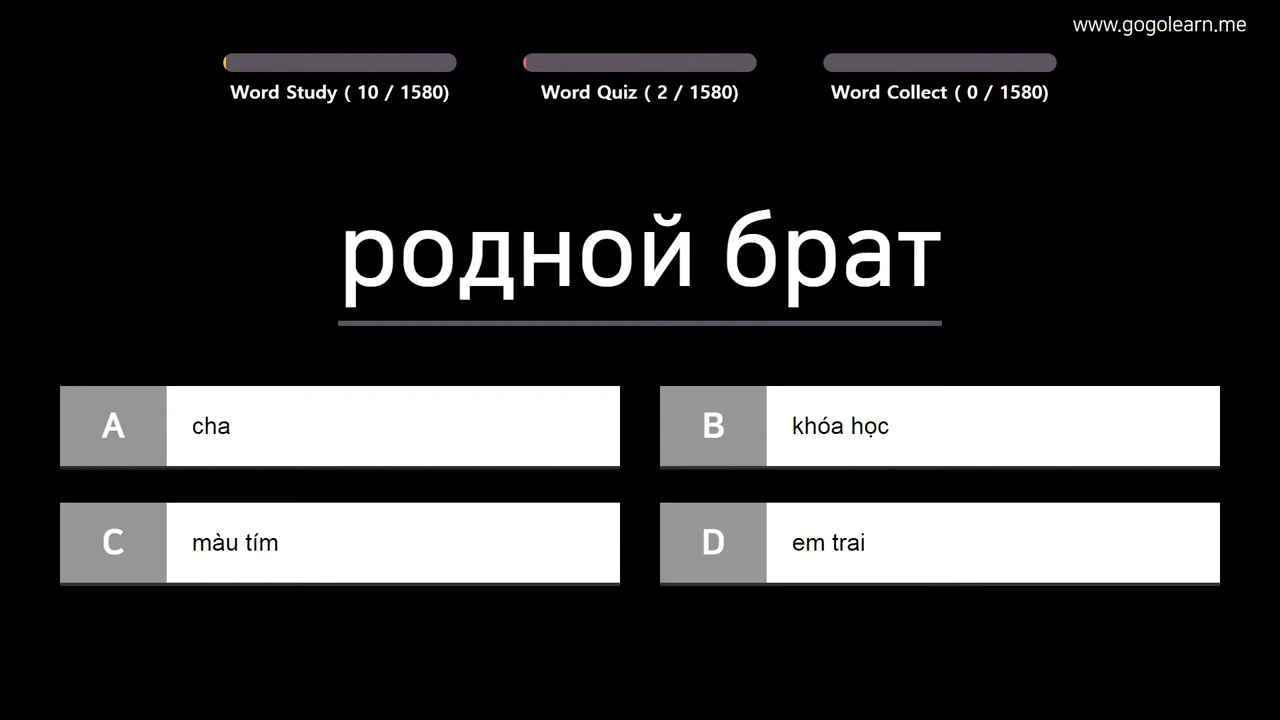 www.gogolearn.me
Word Study ( 10 / 1580)
Word Quiz ( 2 / 1580)
Word Collect ( 0 / 1580)
родной брат
A cha
B khóa học
C màu tím
D em trai